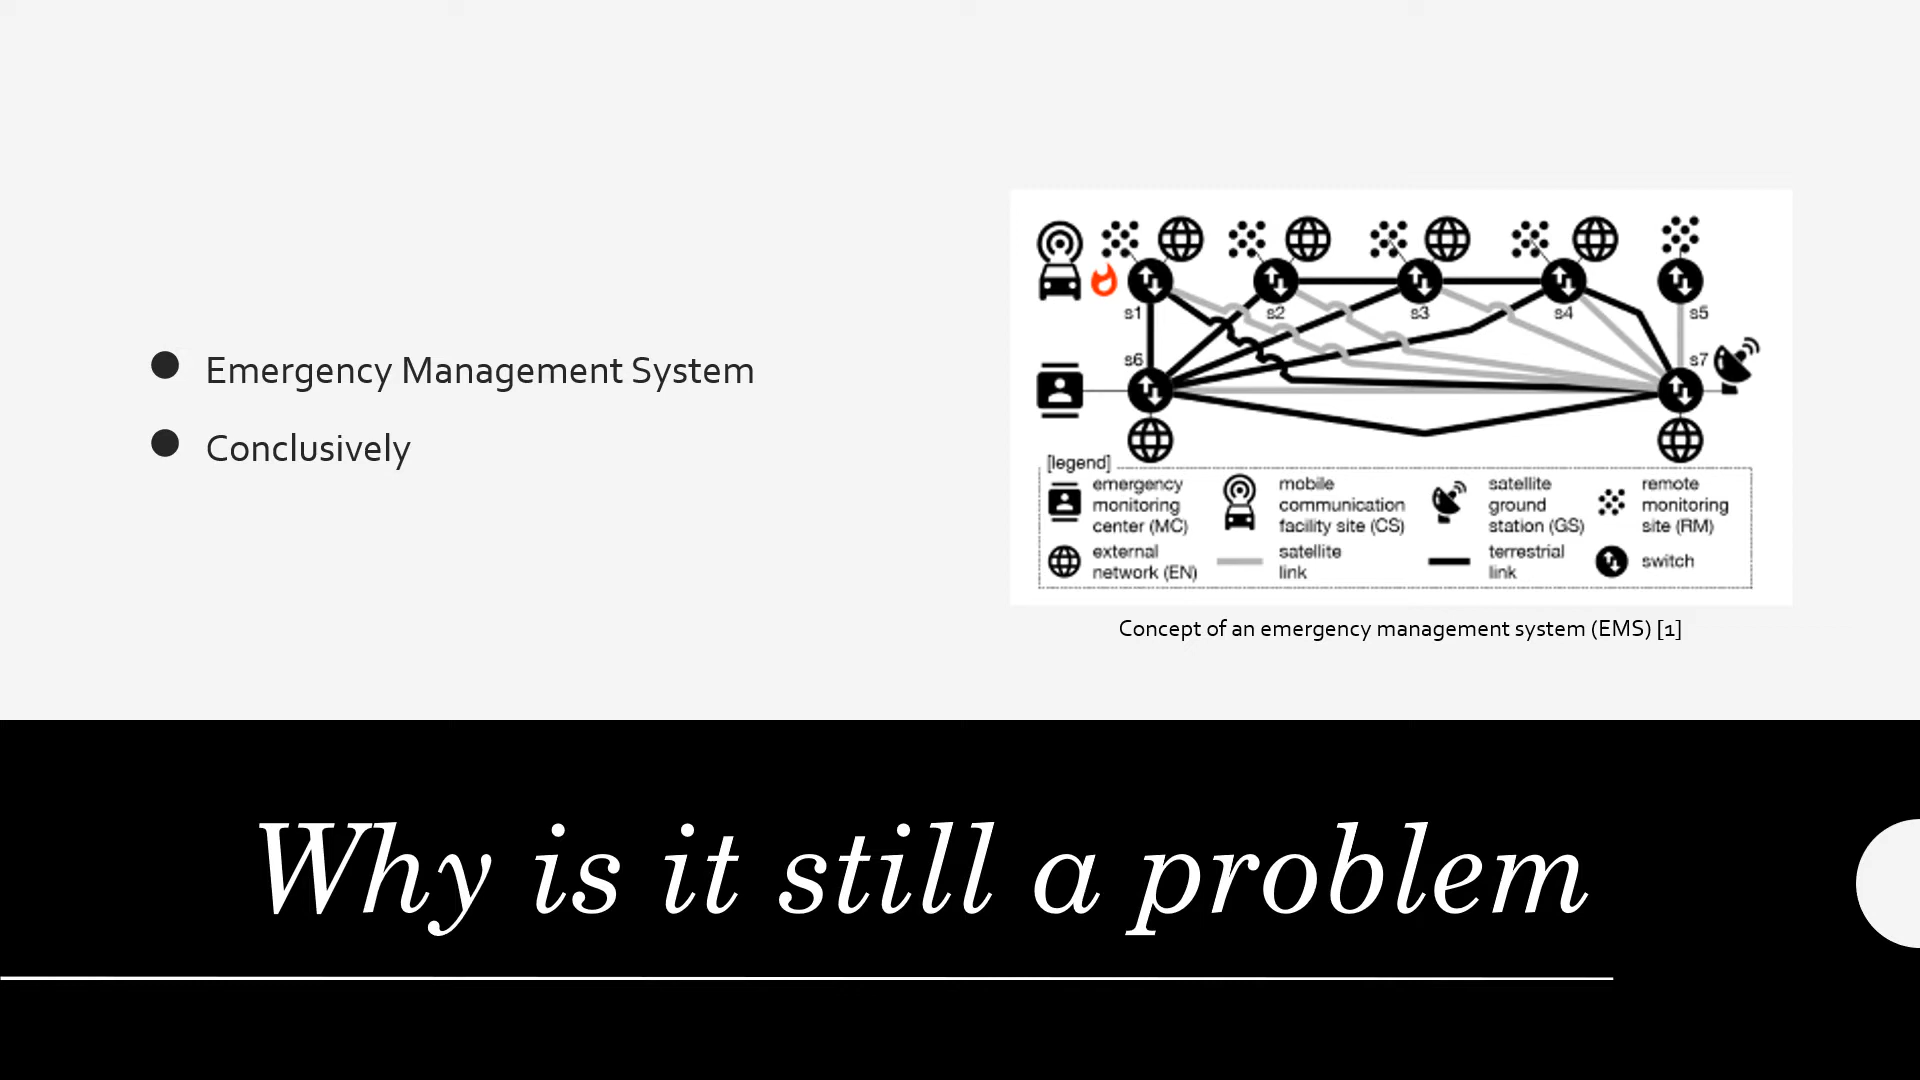 Emergency Management System
Conclusively
s1
s2
s3
s4
s5
s6
s7
[legend]
emergency
monitoring
center (MC)
mobile
communication
facility site (CS)
satellite
ground
station (GS)
remote
monitoring
site (RM)
external
network (EN)
satellite
link
terrestrial
link
switch
Concept of an emergency management system (EMS) [1]
Why is it still a problem